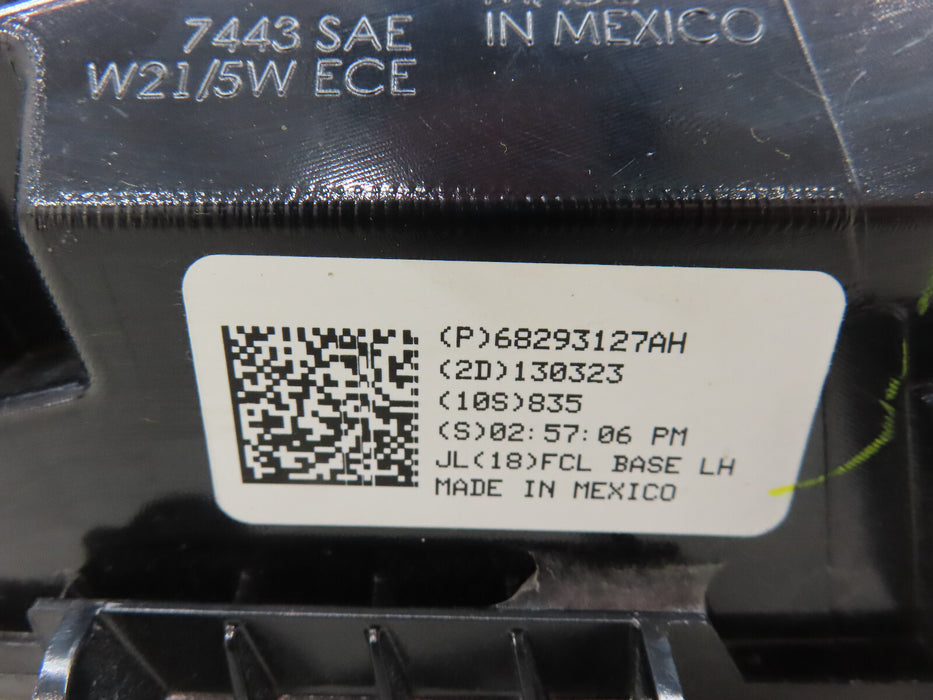 7443 SAE
W21/5W ECE
IN MEXICO
(P)68293127AH
(2D)130323
(10S)835
(S)02:57:06 PM
JL(18)FCL BASE LH
MADE IN MEXICO